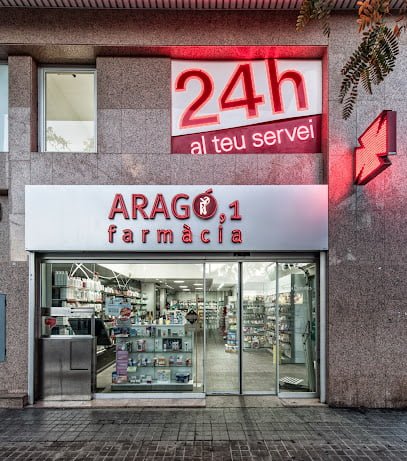 24h
al teu servei
ARAGÓ,1
farmàcia